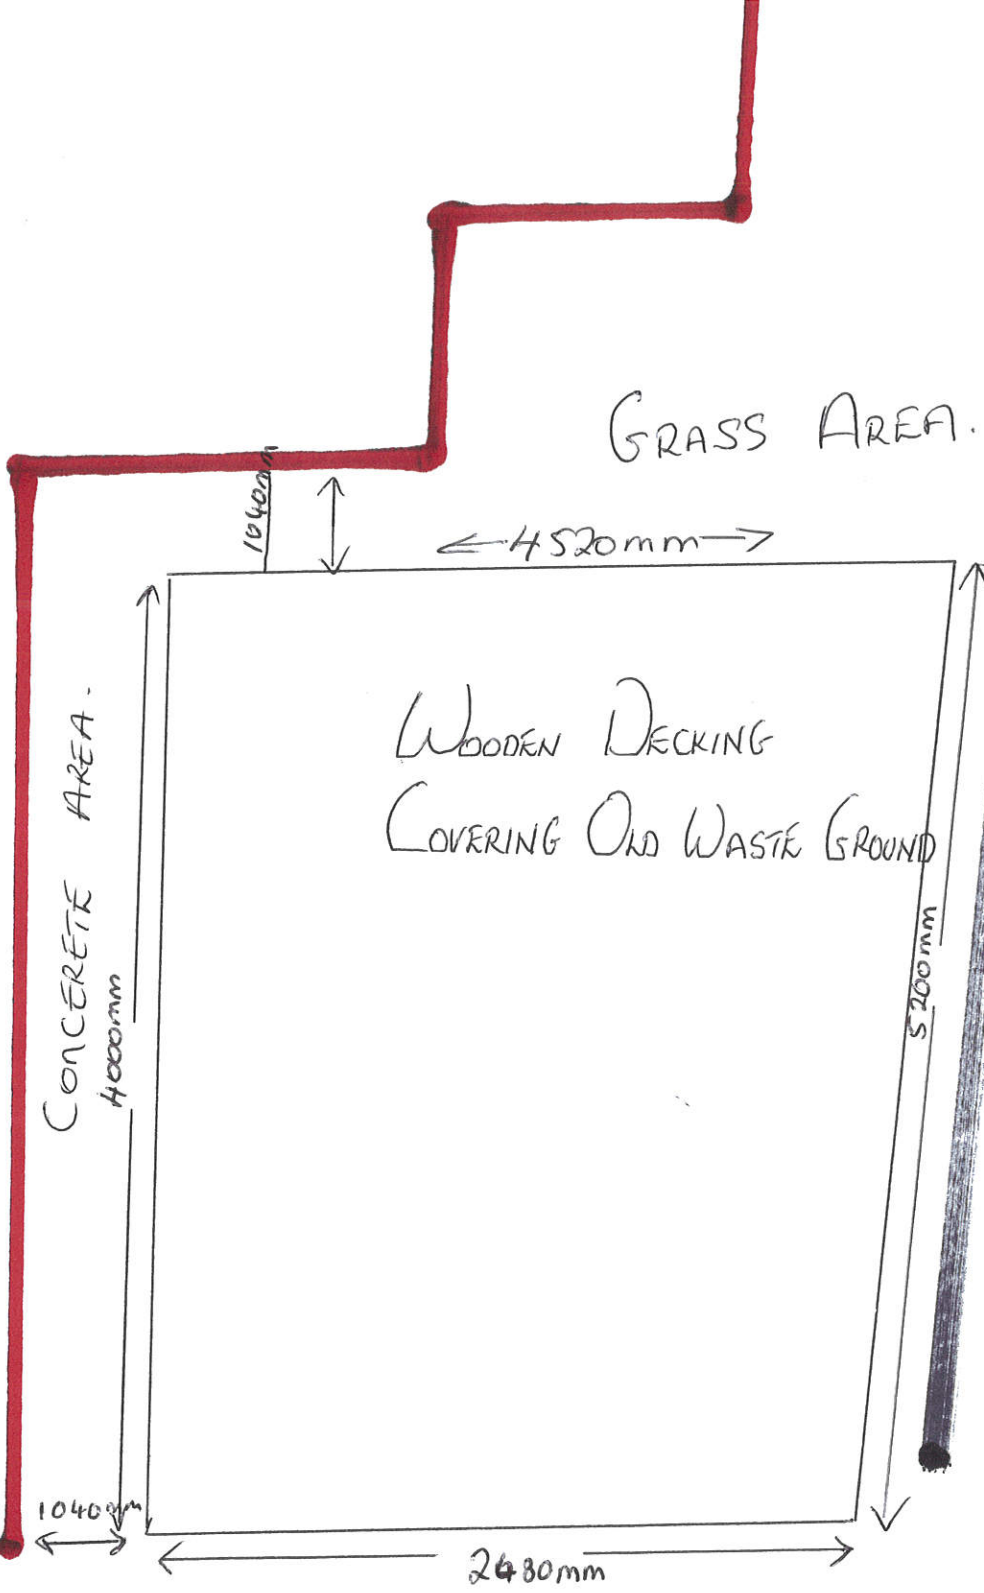 GRASS AREA.
1040mm
4520mm
WOODEN DECKING
COVERING OLD WASTE GROUND
CONCRETE AREA.
4000mm
5200mm
1040mm
2480mm